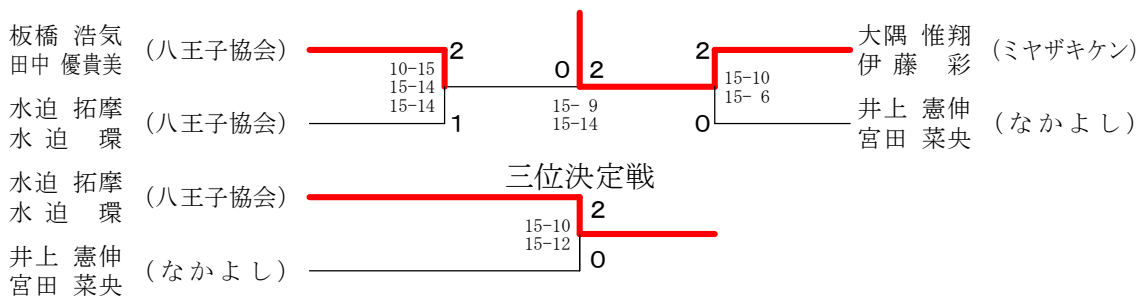 板橋 浩気
田中 優貴美
(八王子協会)
2
10-15
15-14
15-14
水迫 拓摩
水迫 環
(八王子協会)
1
0 2
15- 9
15-14
2
15-10
15- 6
0
大隅 惟翔
伊藤 彩
(ミヤザキケン)
井上 憲伸
宮田 菜央
(なかよし)
三位決定戦
水迫 拓摩
水迫 環
(八王子協会)
2
15-10
15-12
0
井上 憲伸
宮田 菜央
(なかよし)